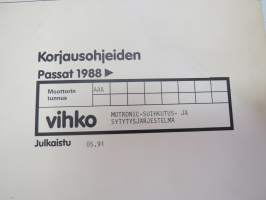 Korjausohjeiden
Passat 1988 ▶
Moottorin
tunnus
AAA
vihko
MOTRONIC-SUIHKUTUS- JA
SYTYTYSJÄRJESTELMÄ
Julkaistu
05.91